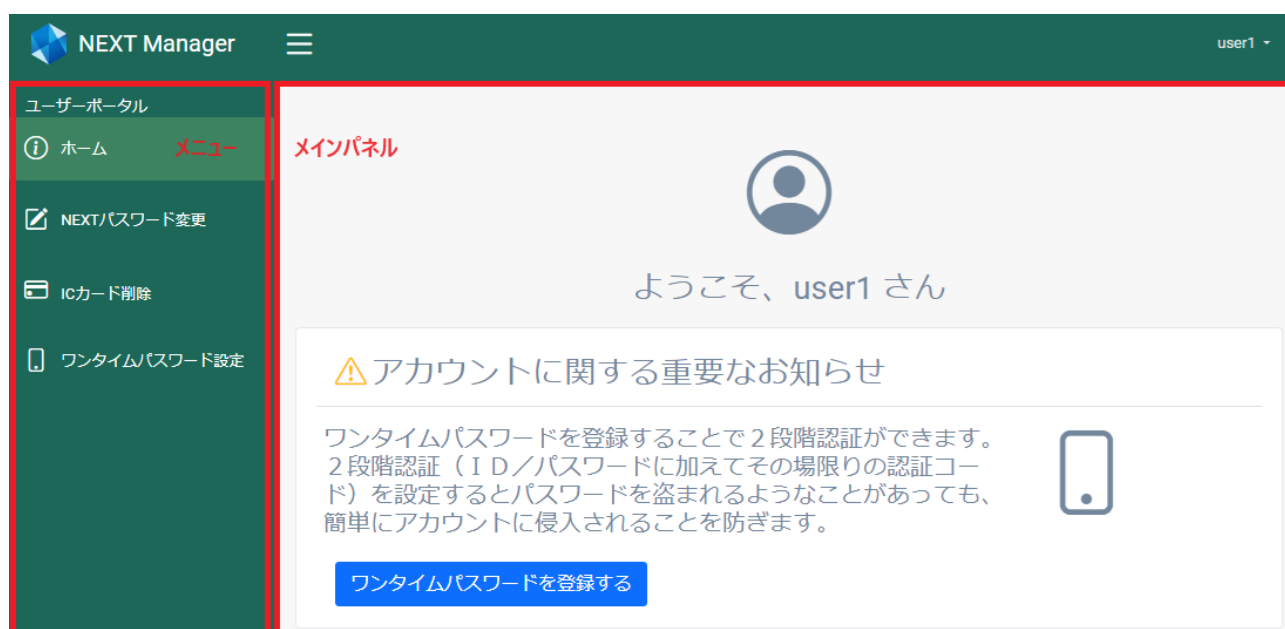 NEXT Manager
user1
ユーザーポータル
ホーム
メニュー
NEXTパスワード変更
ICカード削除
ワンタイムパスワード設定
メインパネル
ようこそ、user1 さん
アカウントに関する重要なお知らせ
ワンタイムパスワードを登録することで２段階認証ができます。
２段階認証（ＩＤ／パスワードに加えてその場限りの認証コー
ド）を設定するとパスワードを盗まれるようなことがあっても、
簡単にアカウントに侵入されることを防ぎます。
ワンタイムパスワードを登録する